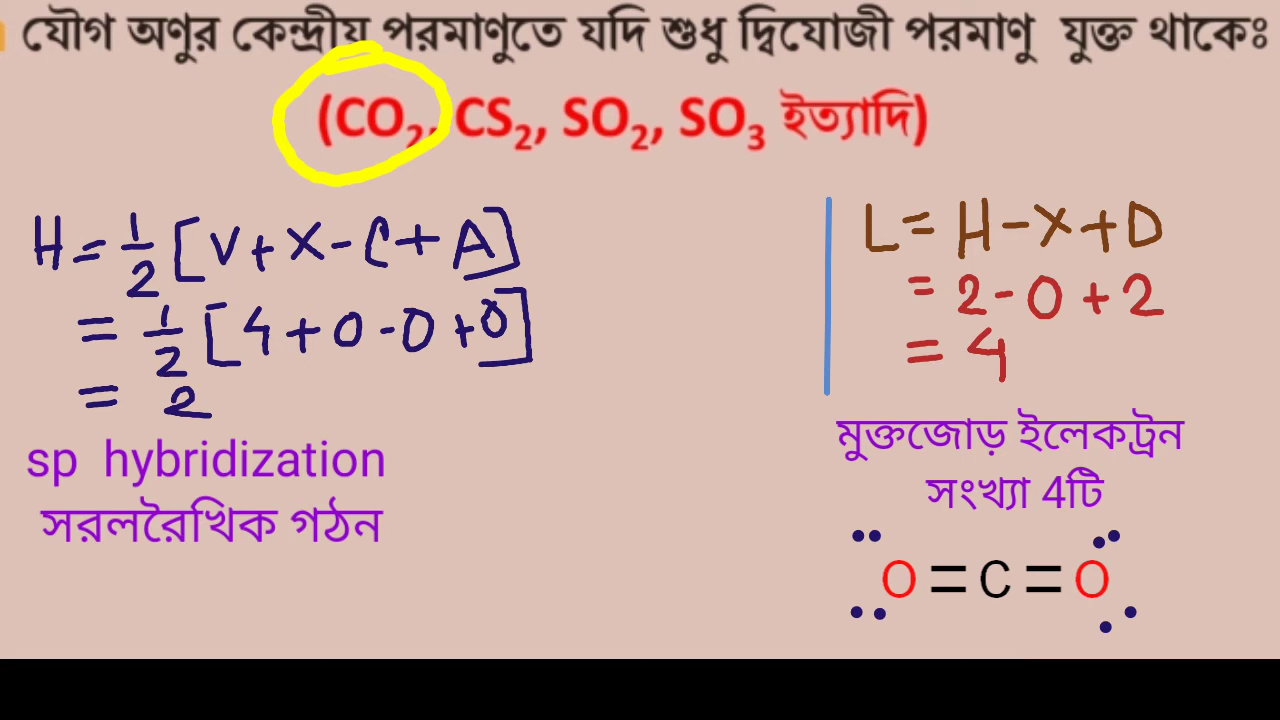 যৌগ অণুর কেন্দ্রীয় পরমাণুতে যদি শুধু দ্বিযোজী পরমাণু যুক্ত থাকেঃ
(CO₂, CS₂, SO₂, SO₃ ইত্যাদি)
H = 1/2 [V + X - C + A]
= 1/2 [4 + 0 - 0 + 0]
= 2
sp hybridization
সরলরৈখিক গঠন
L = H - X + D
= 2 - 0 + 2
= 4
মুক্তজোড় ইলেকট্রন
সংখ্যা 4টি
O = C = O